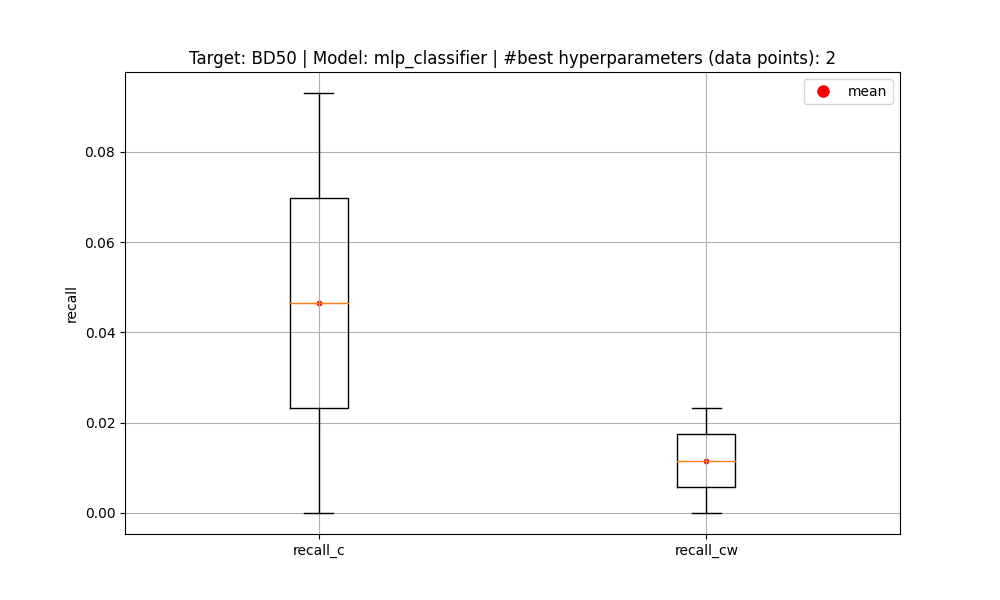 Target: BD50 | Model: mlp_classifier | #best hyperparameters (data points): 2
mean
0.08
0.06
0.04
0.02
0.00
recall
recall_c
recall_cw